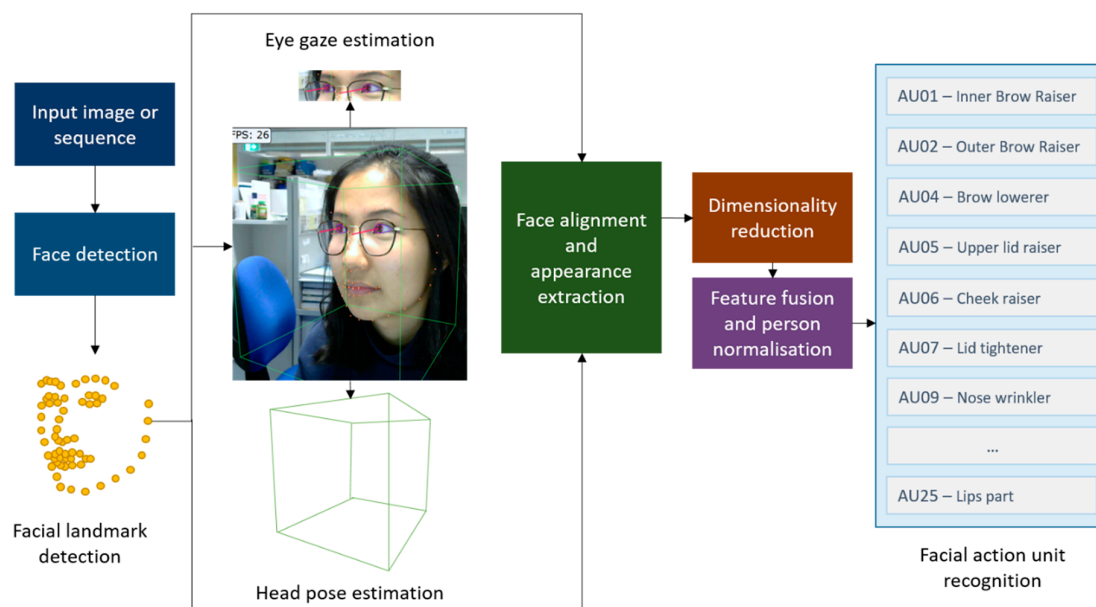 Eye gaze estimation
Input image or
sequence
FPS: 26
Face detection
Facial landmark
detection
Head pose estimation
Face alignment
and
appearance
extraction
Dimensionality
reduction
Feature fusion
and person
normalisation
AU01 – Inner Brow Raiser
AU02 – Outer Brow Raiser
AU04 – Brow lowerer
AU05 – Upper lid raiser
AU06 – Cheek raiser
AU07 – Lid tightener
AU09 – Nose wrinkler
...
AU25 – Lips part
Facial action unit
recognition